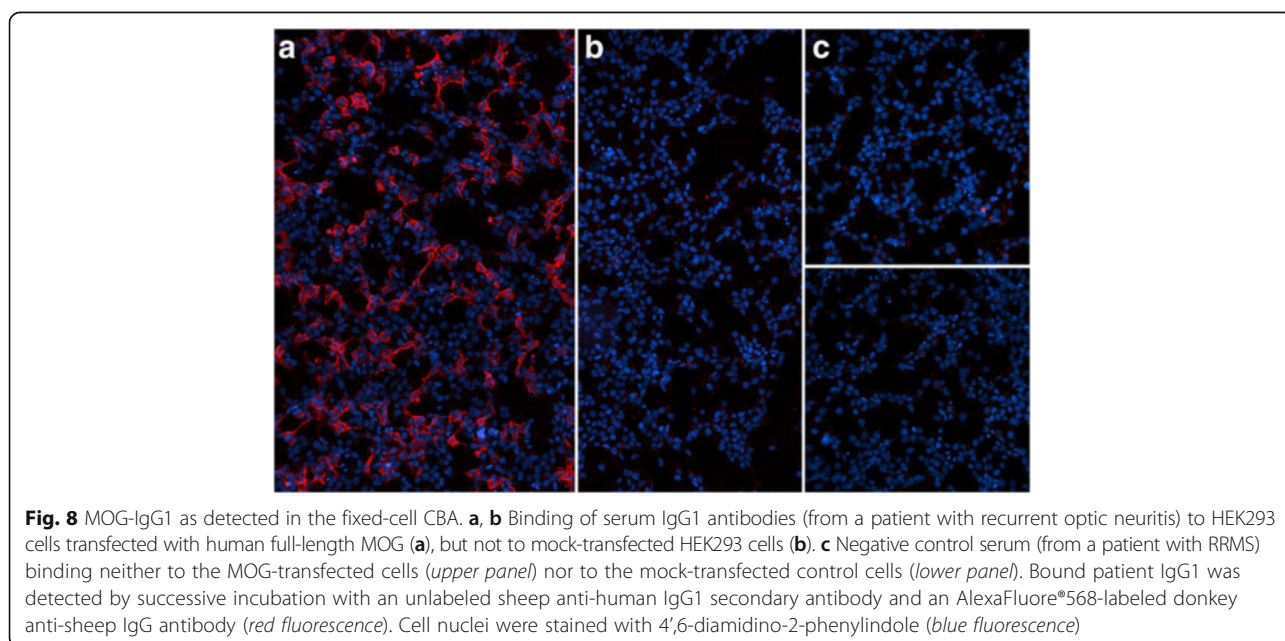 a
b
c
Fig. 8 MOG-IgG1 as detected in the fixed-cell CBA. a, b Binding of serum IgG1 antibodies (from a patient with recurrent optic neuritis) to HEK293
cells transfected with human full-length MOG (a), but not to mock-transfected HEK293 cells (b). c Negative control serum (from a patient with RRMS)
binding neither to the MOG-transfected cells (upper panel) nor to the mock-transfected control cells (lower panel). Bound patient IgG1 was
detected by successive incubation with an unlabeled sheep anti-human IgG1 secondary antibody and an AlexaFluore®568-labeled donkey
anti-sheep IgG antibody (red fluorescence). Cell nuclei were stained with 4′,6-diamidino-2-phenylindole (blue fluorescence)